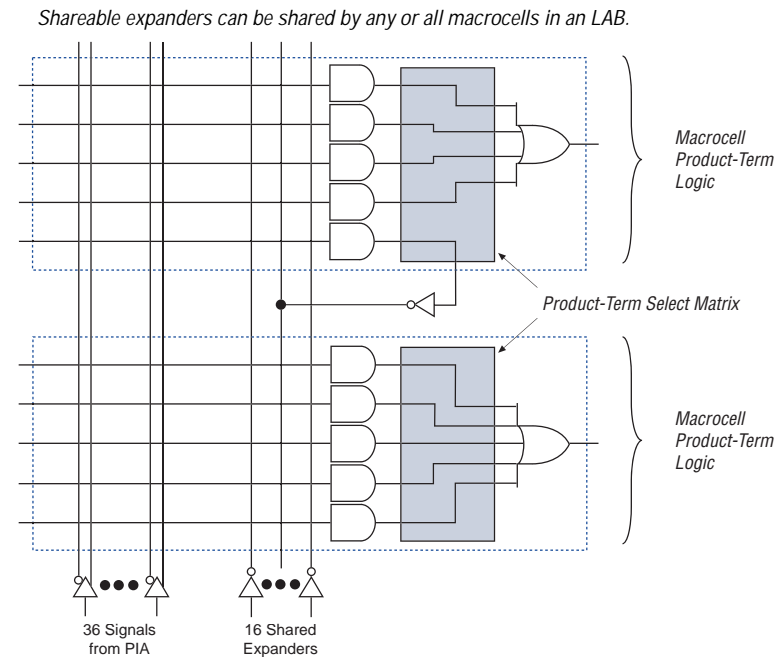 Shareable expanders can be shared by any or all macrocells in an LAB.
Macrocell
Product-Term
Logic
Product-Term Select Matrix
Macrocell
Product-Term
Logic
36 Signals
from PIA
16 Shared
Expanders